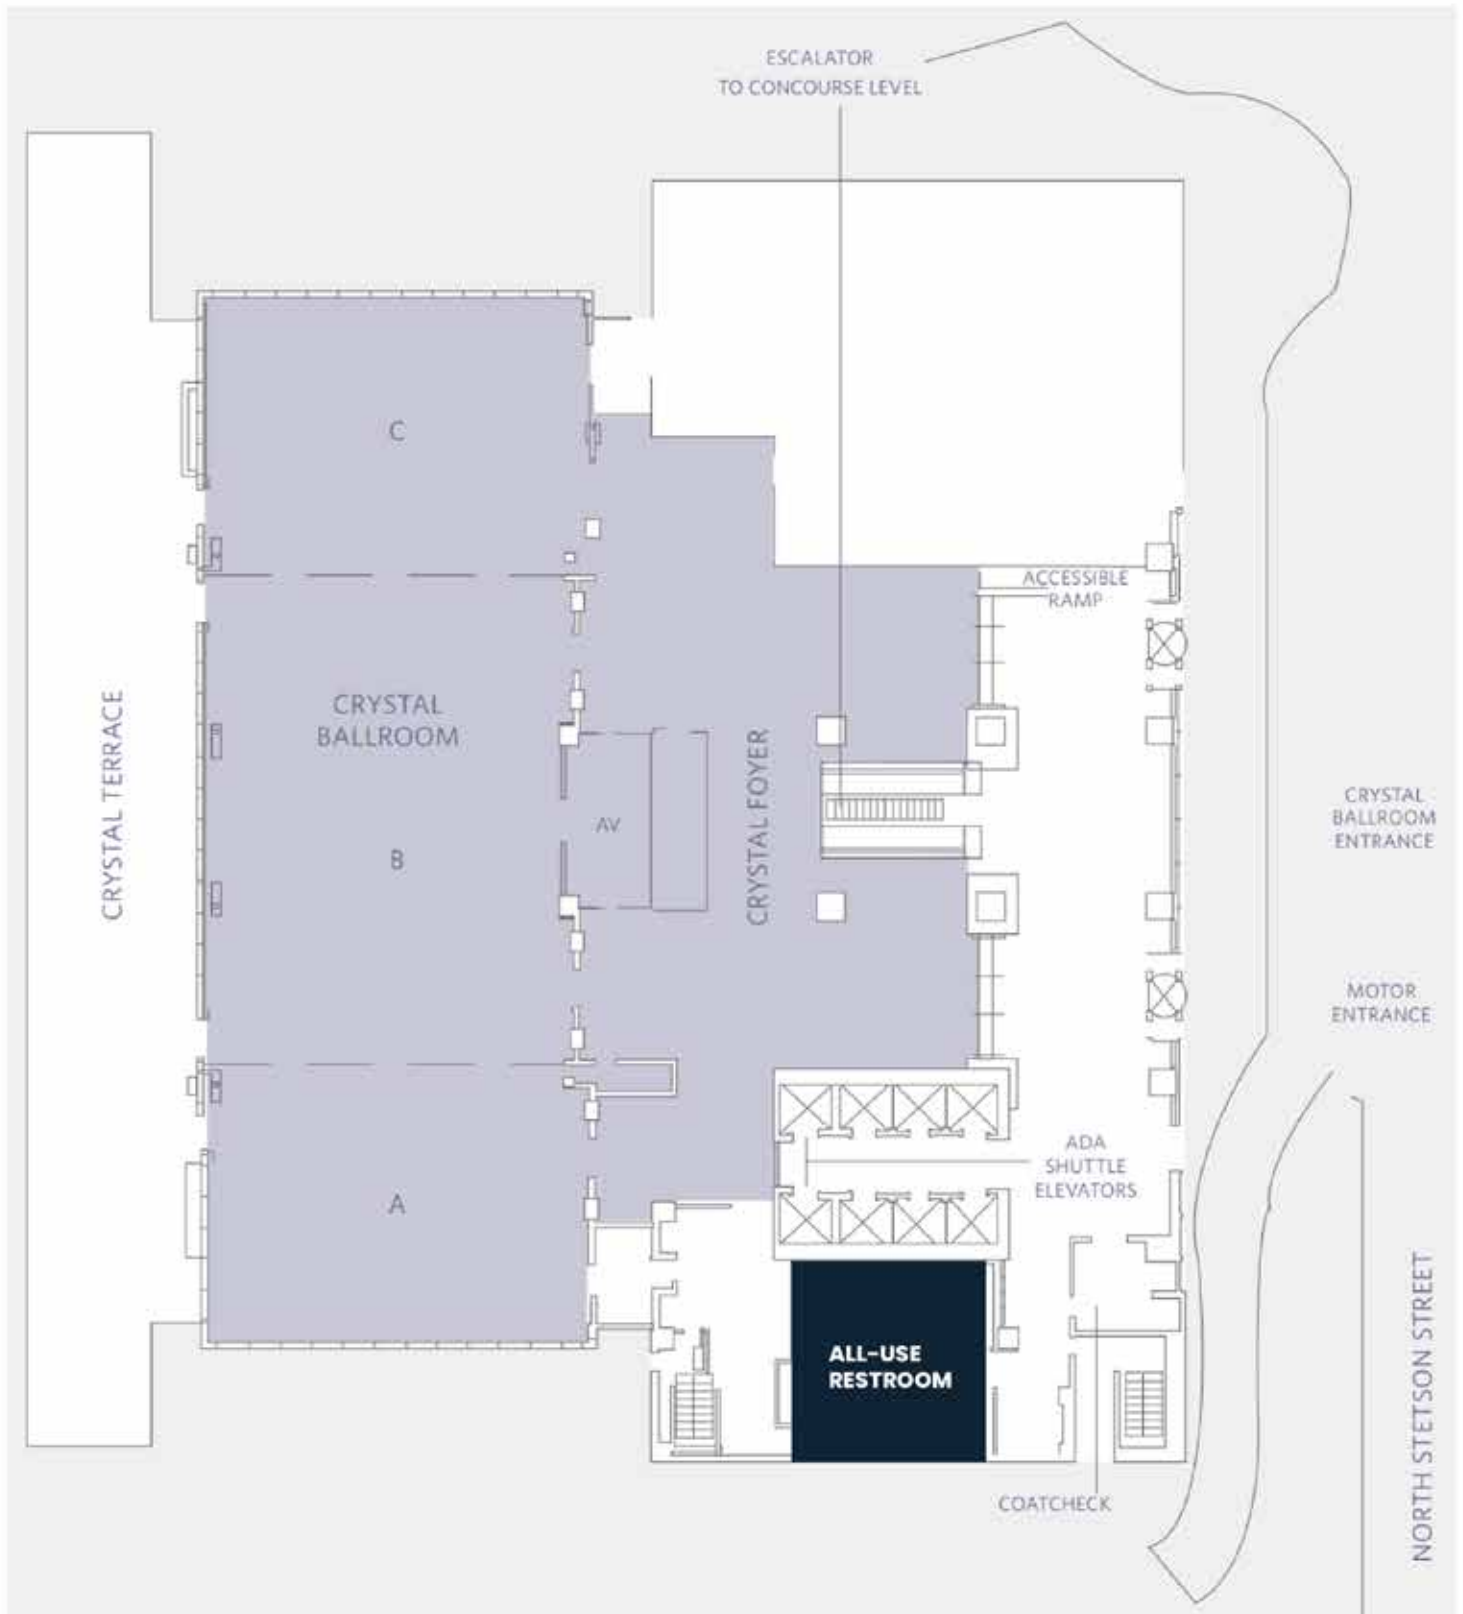 ESCALATOR
TO CONCOURSE LEVEL
C
ACCESSIBLE
RAMP
CRYSTAL
BALLROOM
CRYSTAL TERRACE
AV
CRYSTAL FOYER
B
CRYSTAL
BALLROOM
ENTRANCE
MOTOR
ENTRANCE
ADA
SHUTTLE
ELEVATORS
A
ALL-USE
RESTROOM
COATCHECK
NORTH STETSON STREET